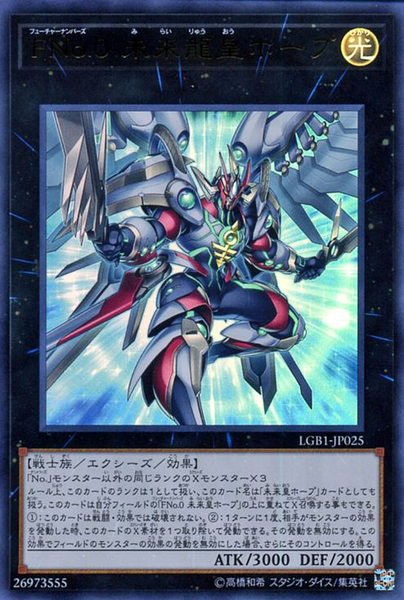 フューチャーナンバーズ み らい りゅう おう
FNo.0 未来龍皇ホープ
光
LGB1-JP025
【戦士族／エクシーズ／効果】
「No.」モンスター以外の同じランクのXモンスター×3
ルール上、このカードのランクは1として扱い、このカード名は「未来皇ホープ」カードとしても
扱う。このカードは自分フィールドの「FNo.0 未来皇ホープ」の上に重ねてX召喚する事もできる。
①：このカードは戦闘・効果では破壊されない。②：1ターンに1度、相手がモンスターの効果
を発動した時、このカードのX素材を1つ取り除いて発動できる。その発動を無効にする。この
効果でフィールドのモンスターの効果の発動を無効にした場合、さらにそのコントロールを得る。
ATK/3000 DEF/2000
26973555
©高橋和希 スタジオ・ダイス/集英社